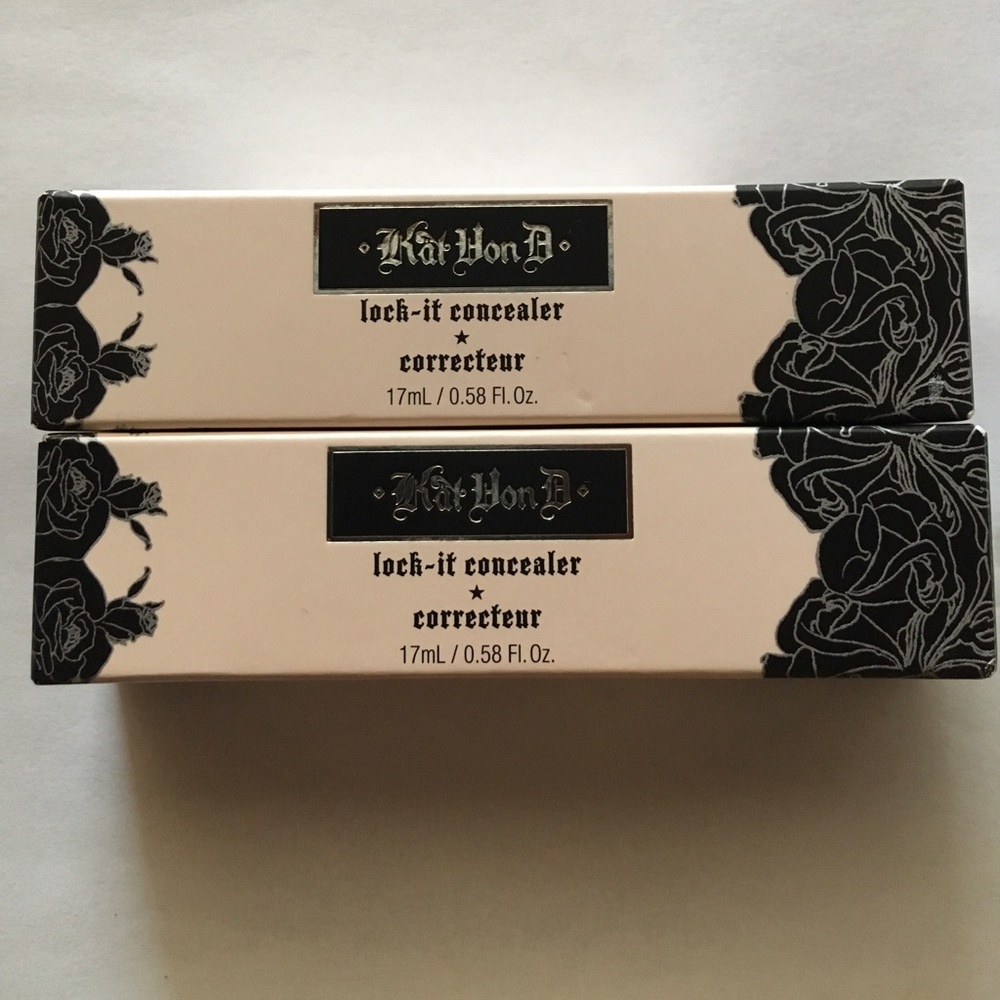 Kat Von D
lock-it concealer
★
correcteur
17mL / 0.58 Fl.Oz.
Kat Von D
lock-it concealer
★
correcteur
17mL / 0.58 Fl.Oz.